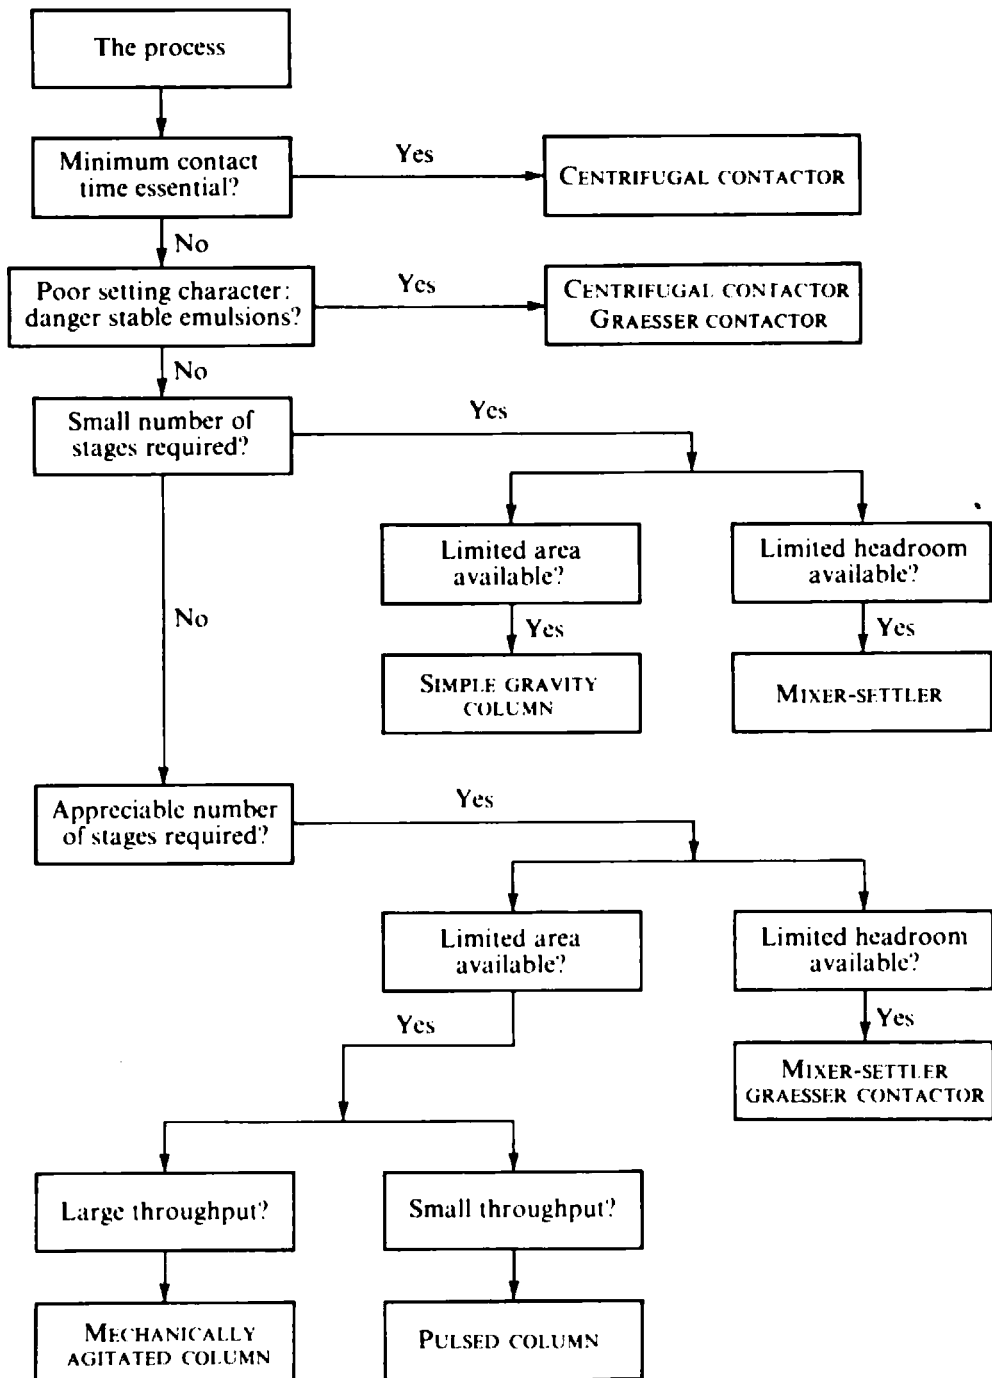 The process
Minimum contact
time essential?
Yes
CENTRIFUGAL CONTACTOR
No
Poor setting character:
danger stable emulsions?
Yes
CENTRIFUGAL CONTACTOR
GRAESSER CONTACTOR
No
Small number of
stages required?
Yes
Limited area
available?
Limited headroom
available?
No
Yes
Yes
SIMPLE GRAVITY
COLUMN
MIXER-SETTLER
Appreciable number
of stages required?
Yes
Limited area
available?
Limited headroom
available?
Yes
Yes
MIXER-SETTLER
GRAESSER CONTACTOR
Large throughput?
Small throughput?
MECHANICALLY
AGITATED COLUMN
PULSED COLUMN